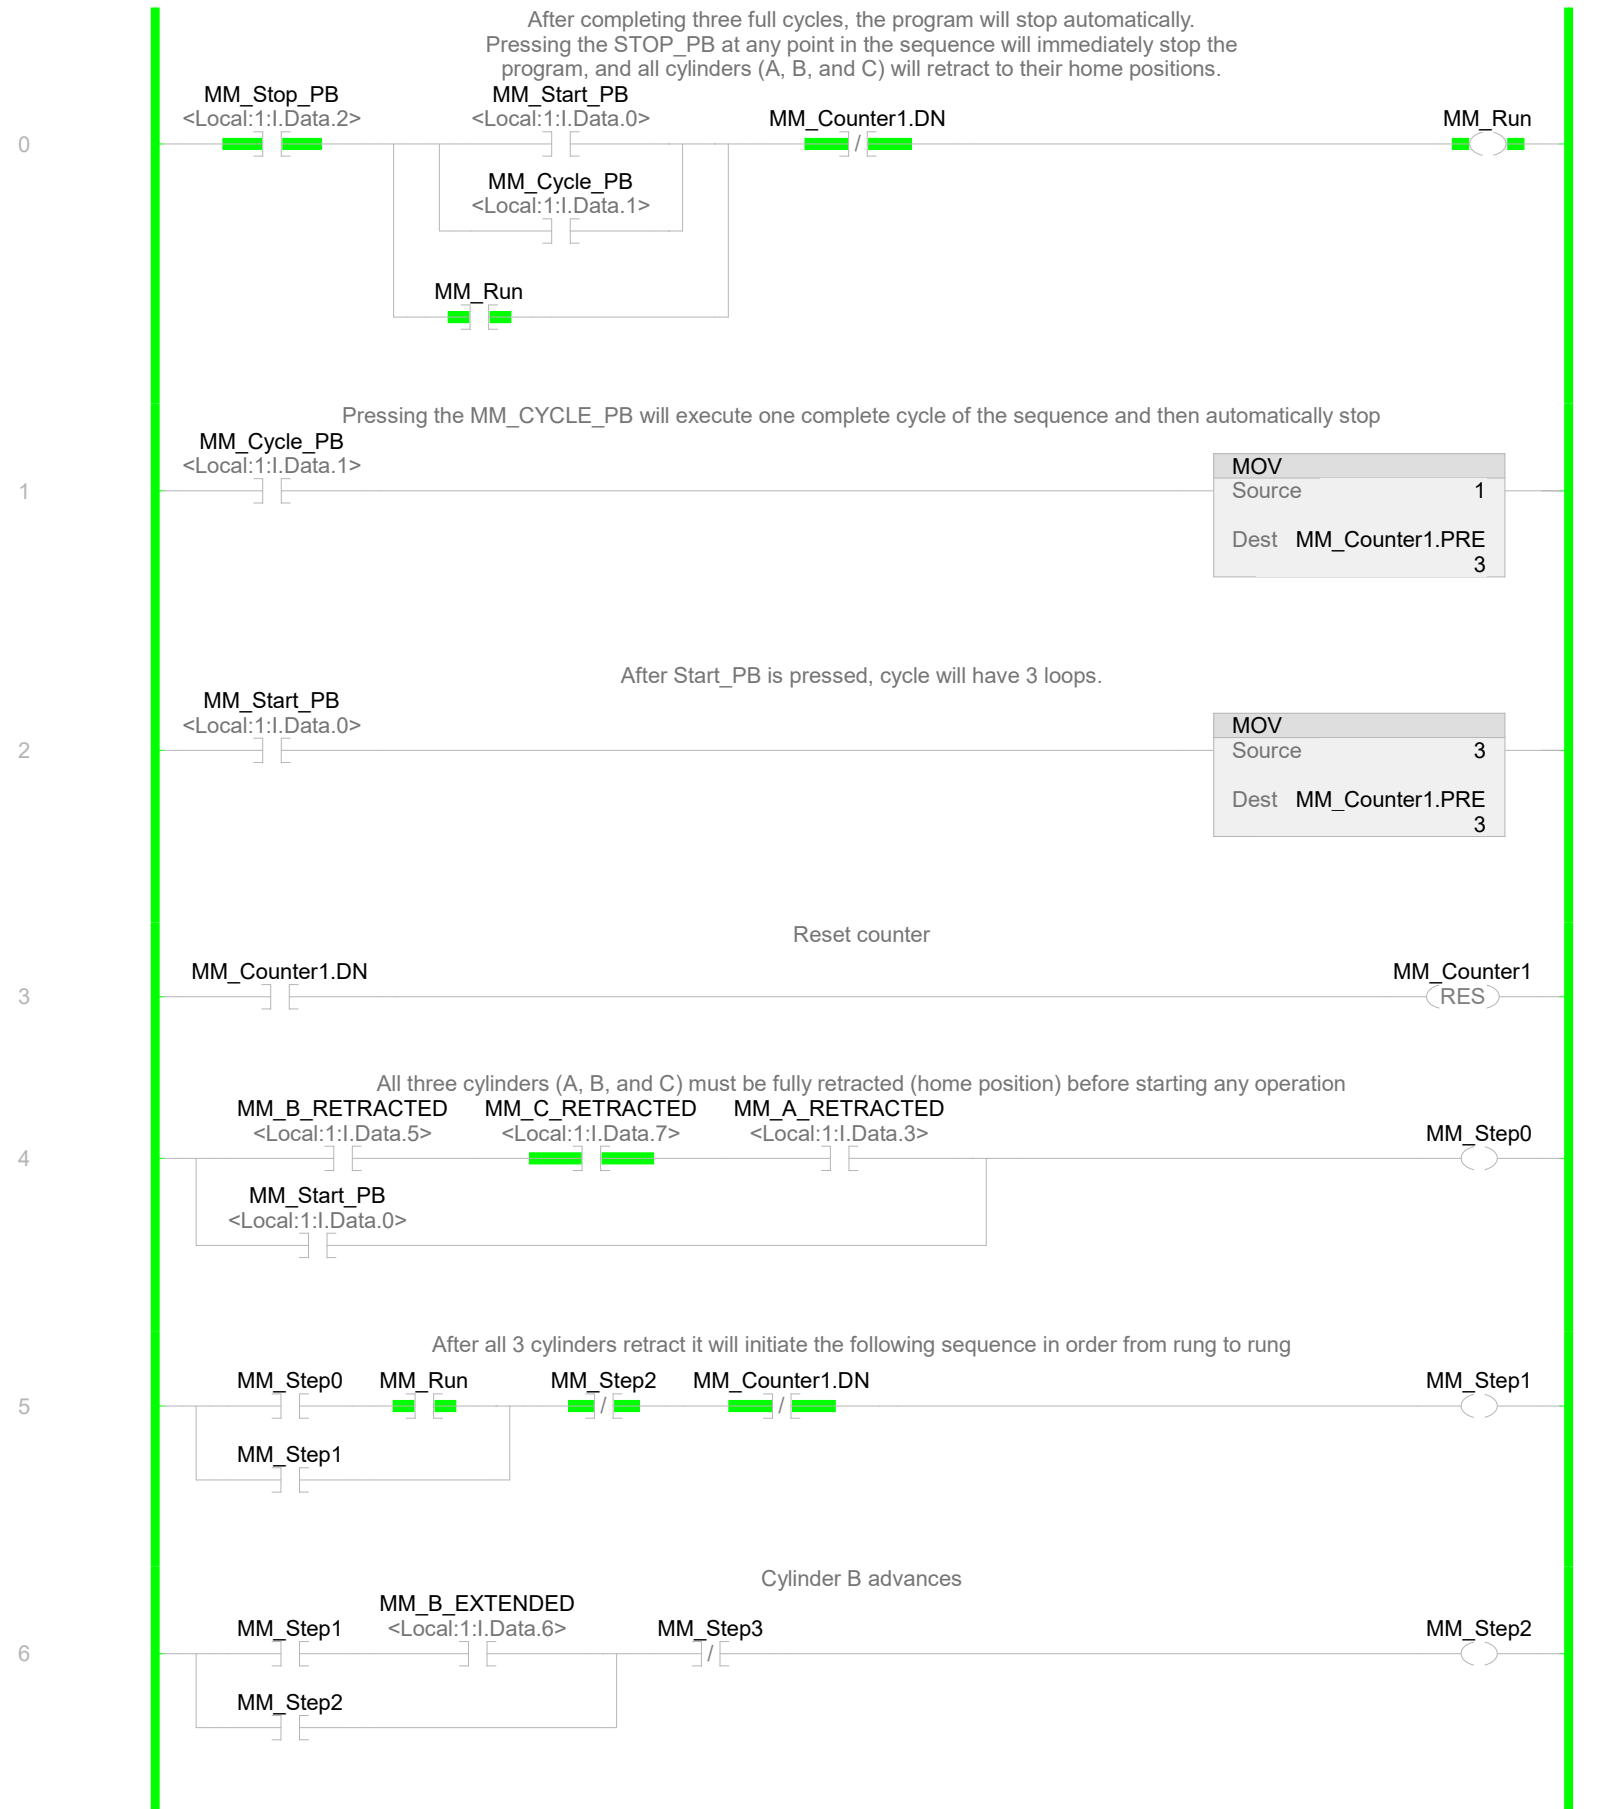 After completing three full cycles, the program will stop automatically.
Pressing the STOP_PB at any point in the sequence will immediately stop the
program, and all cylinders (A, B, and C) will retract to their home positions.
MM_Stop_PB
<Local:1:I.Data.2>
MM_Start_PB
<Local:1:I.Data.0>
MM_Counter1.DN
/
MM_Run
0
MM_Cycle_PB
<Local:1:I.Data.1>
MM_Run
Pressing the MM_CYCLE_PB will execute one complete cycle of the sequence and then automatically stop
MM_Cycle_PB
<Local:1:I.Data.1>
1
MOV
Source 1
Dest MM_Counter1.PRE
3
After Start_PB is pressed, cycle will have 3 loops.
MM_Start_PB
<Local:1:I.Data.0>
2
MOV
Source 3
Dest MM_Counter1.PRE
3
Reset counter
MM_Counter1.DN
MM_Counter1
3
RES
All three cylinders (A, B, and C) must be fully retracted (home position) before starting any operation
MM_B_RETRACTED
<Local:1:I.Data.5>
MM_C_RETRACTED
<Local:1:I.Data.7>
MM_A_RETRACTED
<Local:1:I.Data.3>
MM_Step0
4
MM_Start_PB
<Local:1:I.Data.0>
After all 3 cylinders retract it will initiate the following sequence in order from rung to rung
MM_Step0
MM_Run
MM_Step2
/
MM_Counter1.DN
/
MM_Step1
5
MM_Step1
Cylinder B advances
MM_Step1
MM_B_EXTENDED
<Local:1:I.Data.6>
MM_Step3
/
MM_Step2
6
MM_Step2